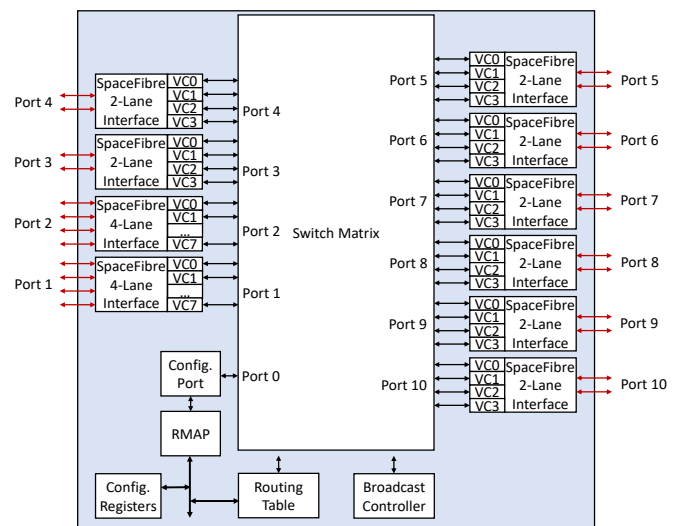 Port 4
SpaceFibre
2-Lane
Interface
VC0
VC1
VC2
VC3
Port 4
Port 3
SpaceFibre
2-Lane
Interface
VC0
VC1
VC2
VC3
Port 3
Port 2
SpaceFibre
4-Lane
Interface
VC0
VC1
...
VC7
Port 2
Port 1
SpaceFibre
4-Lane
Interface
VC0
VC1
...
VC7
Port 1
Config.
Port
Port 0
RMAP
Config.
Registers
Routing
Table
Broadcast
Controller
Switch Matrix
Port 5
VC0
VC1
VC2
VC3
SpaceFibre
2-Lane
Interface
Port 5
Port 6
VC0
VC1
VC2
VC3
SpaceFibre
2-Lane
Interface
Port 6
Port 7
VC0
VC1
VC2
VC3
SpaceFibre
2-Lane
Interface
Port 7
Port 8
VC0
VC1
VC2
VC3
SpaceFibre
2-Lane
Interface
Port 8
Port 9
VC0
VC1
VC2
VC3
SpaceFibre
2-Lane
Interface
Port 9
Port 10
VC0
VC1
VC2
VC3
SpaceFibre
2-Lane
Interface
Port 10